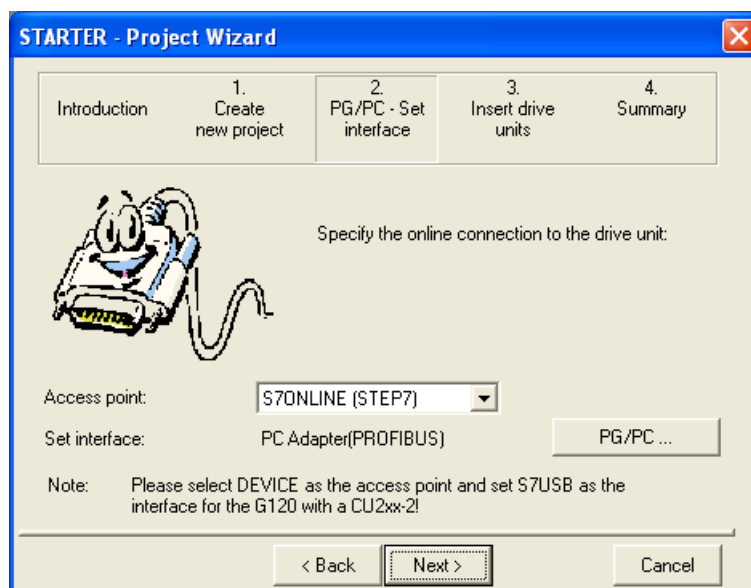 STARTER - Project Wizard
Introduction
1.
Create
new project
2.
PG/PC - Set
interface
3.
Insert drive
units
4.
Summary
Specify the online connection to the drive unit:
Access point:
S7ONLINE (STEP7)
Set interface:
PC Adapter(PROFIBUS)
PG/PC ...
Note:
Please select DEVICE as the access point and set S7USB as the
interface for the G120 with a CU2xx-2!
< Back
Next >
Cancel